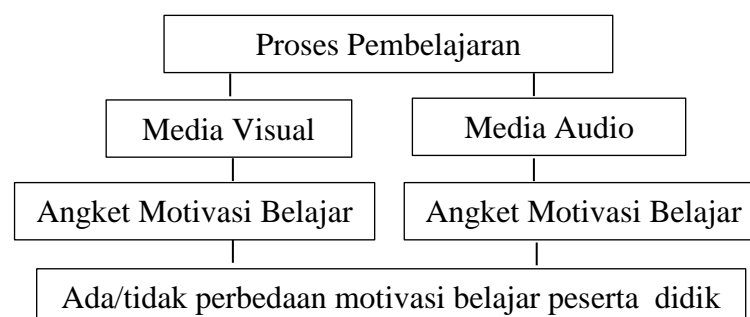 Proses Pembelajaran
Media Visual
Media Audio
Angket Motivasi Belajar
Angket Motivasi Belajar
Ada/tidak perbedaan motivasi belajar peserta didik